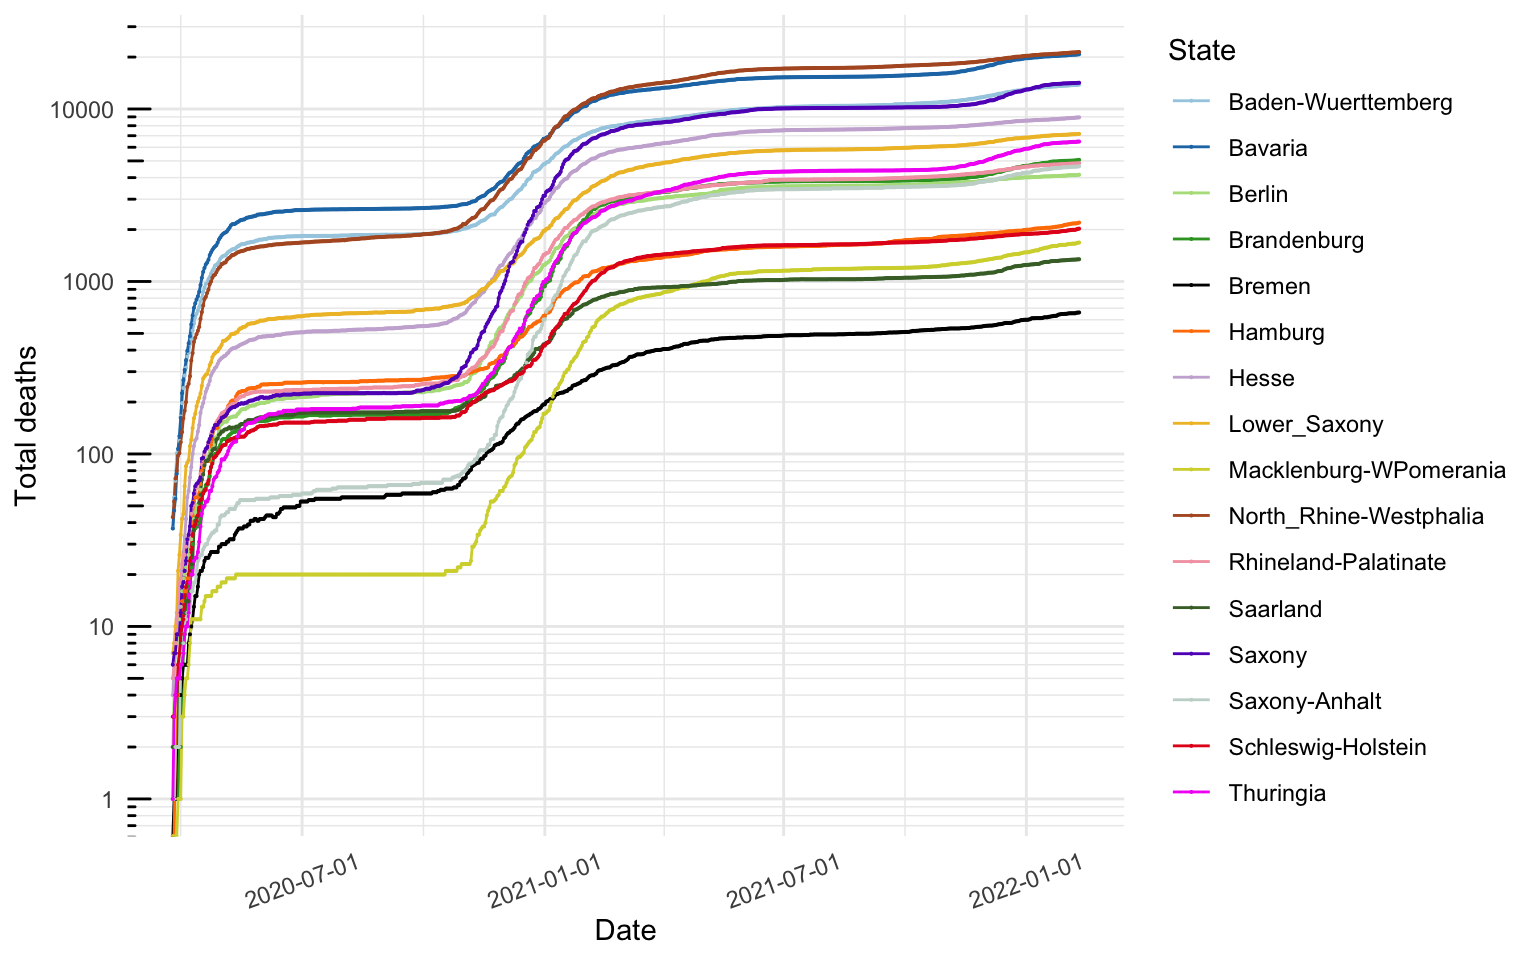 Total deaths
10000
1000
100
10
1
2020-07-01
2021-01-01
2021-07-01
2022-01-01
Date
State
Baden-Wuerttemberg
Bavaria
Berlin
Brandenburg
Bremen
Hamburg
Hesse
Lower_Saxony
Macklenburg-WPomerania
North_Rhine-Westphalia
Rhineland-Palatinate
Saarland
Saxony
Saxony-Anhalt
Schleswig-Holstein
Thuringia